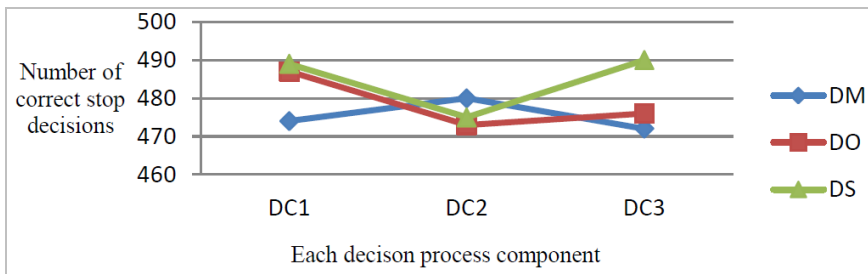 500
490
480
470
460
Number of
correct stop
decisions
DC1 DC2 DC3
Each decison process component
DM
DO
DS